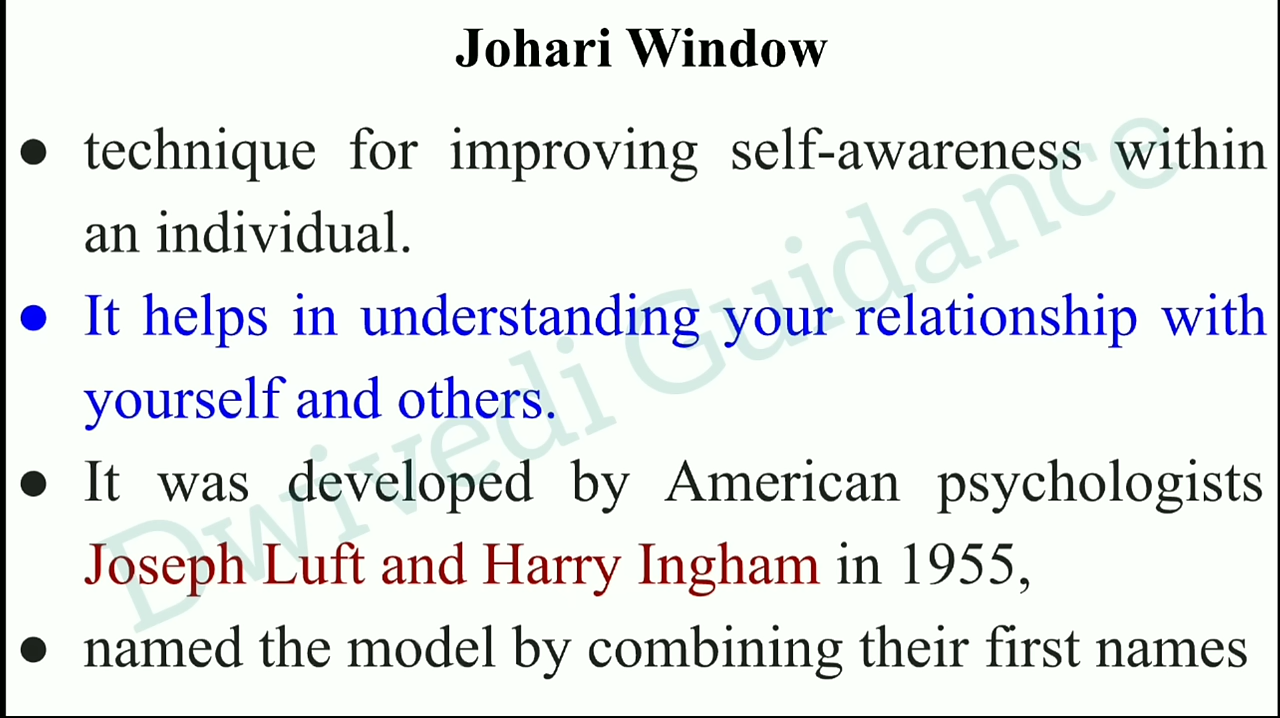 Johari Window
● technique for improving self-awareness within
an individual.
● It helps in understanding your relationship with
yourself and others.
● It was developed by American psychologists
Joseph Luft and Harry Ingham in 1955,
● named the model by combining their first names
Dwivedi Guidance